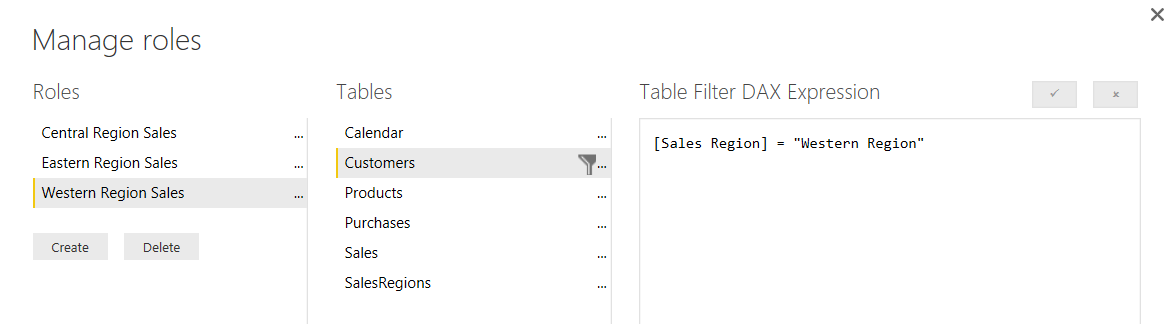 Manage roles
Roles
Central Region Sales ...
Eastern Region Sales ...
Western Region Sales ...
Create Delete
Tables
Calendar ...
Customers ...
Products ...
Purchases ...
Sales ...
SalesRegions ...
Table Filter DAX Expression
[Sales Region] = "Western Region"